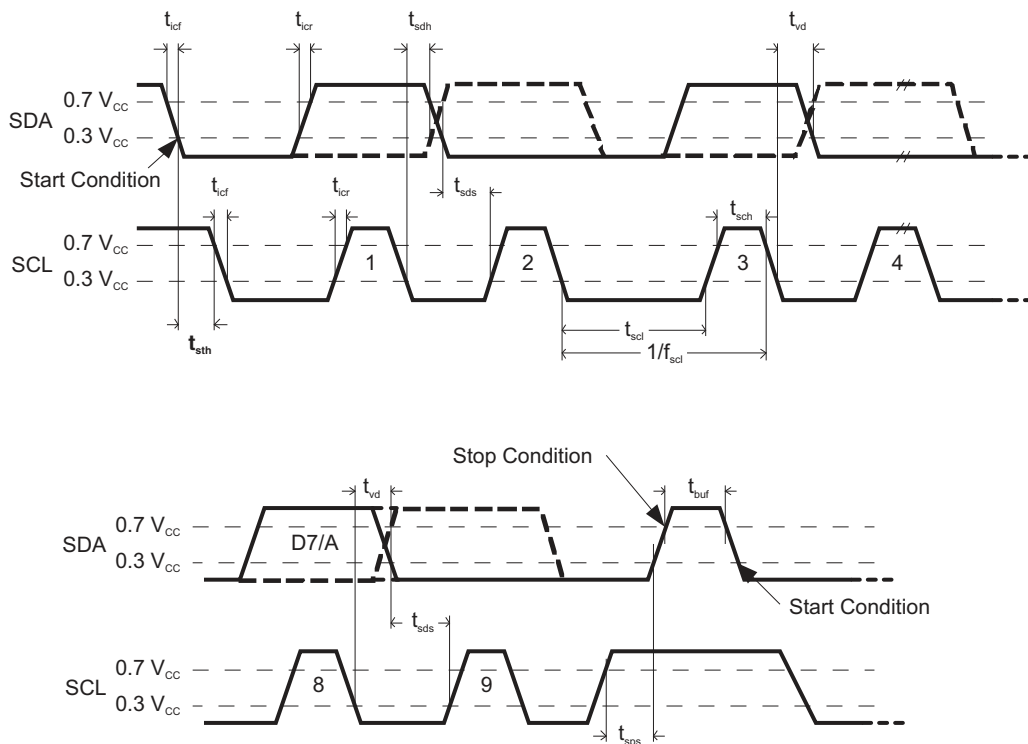 t_icf t_icr t_sdh t_vd
0.7 V_CC
SDA
0.3 V_CC
Start Condition
t_icf t_icr t_sds t_sch
0.7 V_CC
SCL
0.3 V_CC
1 2 3 4
t_sth
t_scl
1/f_scl
Stop Condition
t_vd t_buf
0.7 V_CC
SDA
D7/A
0.3 V_CC
Start Condition
t_sds
0.7 V_CC
SCL
0.3 V_CC
8 9
t_sps